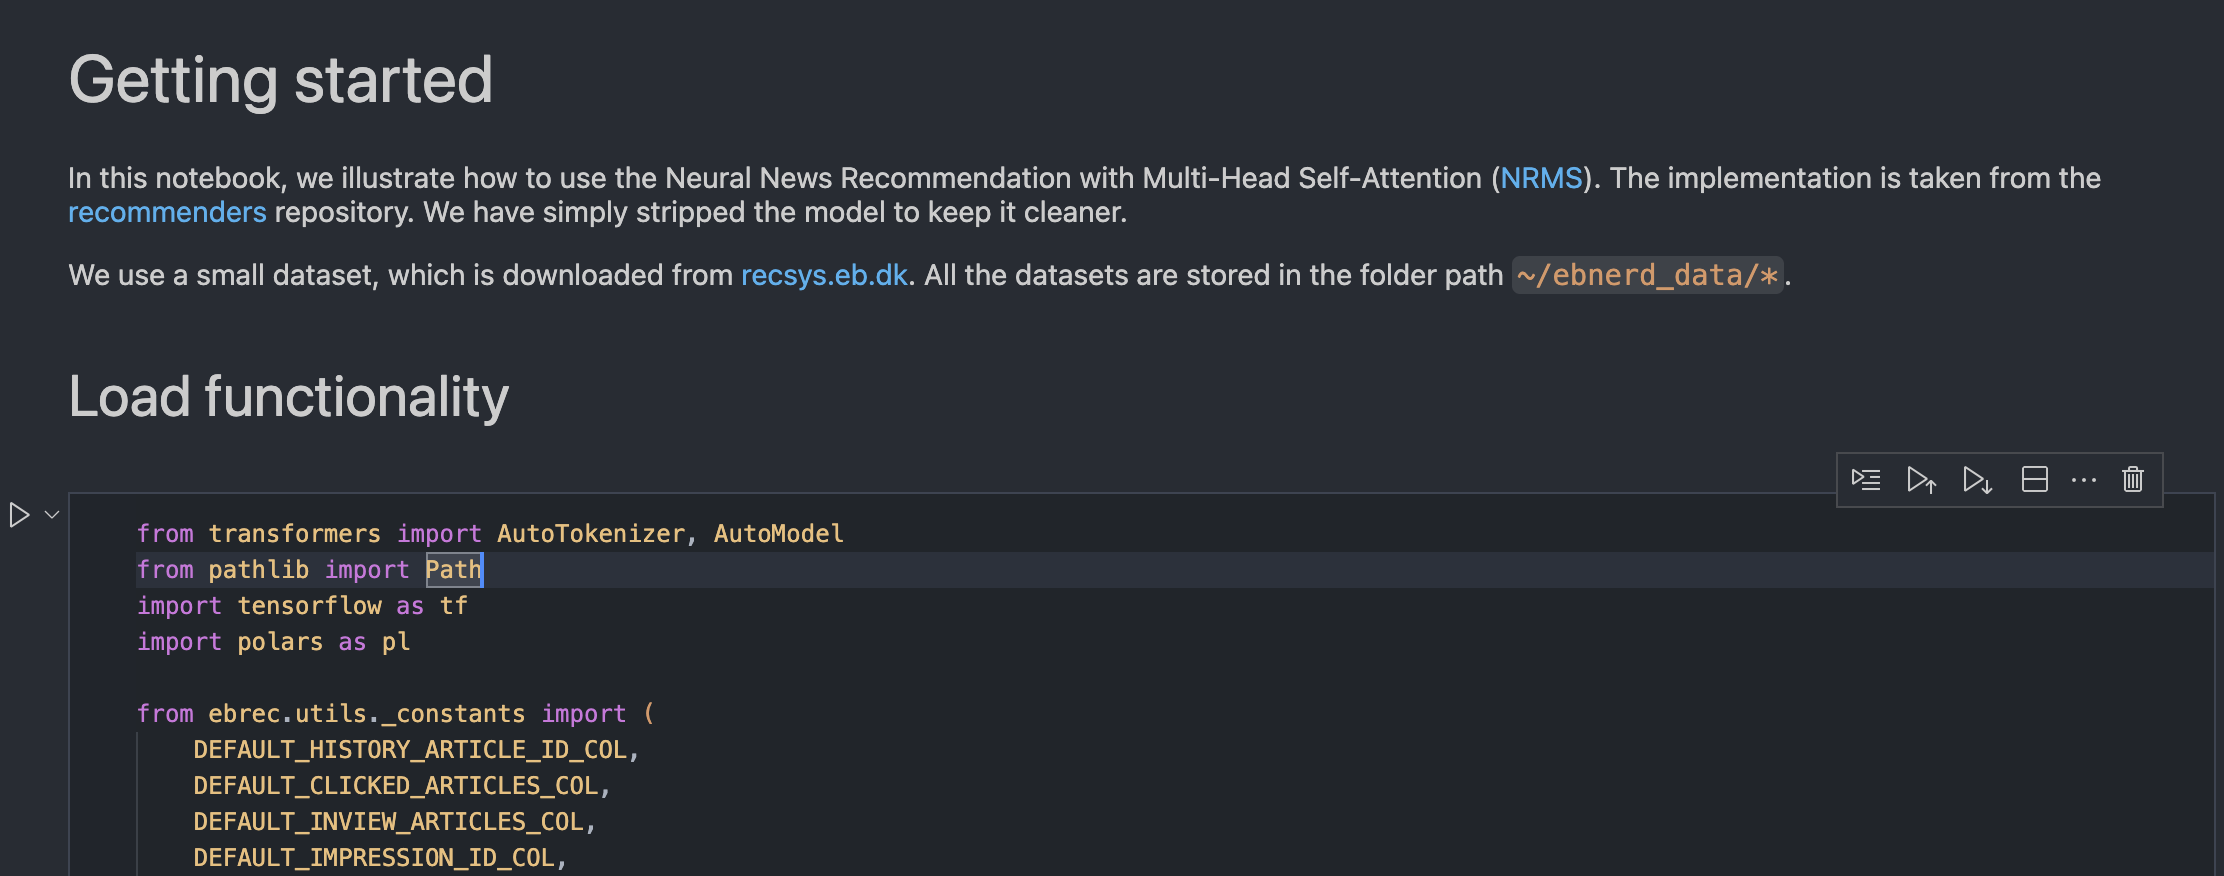 Getting started
In this notebook, we illustrate how to use the Neural News Recommendation with Multi-Head Self-Attention (NRMS). The implementation is taken from the
recommenders repository. We have simply stripped the model to keep it cleaner.
We use a small dataset, which is downloaded from recsys.eb.dk. All the datasets are stored in the folder path ~/ebnerd_data/*.
Load functionality
from transformers import AutoTokenizer, AutoModel
from pathlib import Path
import tensorflow as tf
import polars as pl
from ebrec.utils._constants import (
    DEFAULT_HISTORY_ARTICLE_ID_COL,
    DEFAULT_CLICKED_ARTICLES_COL,
    DEFAULT_INVIEW_ARTICLES_COL,
    DEFAULT_IMPRESSION_ID_COL,